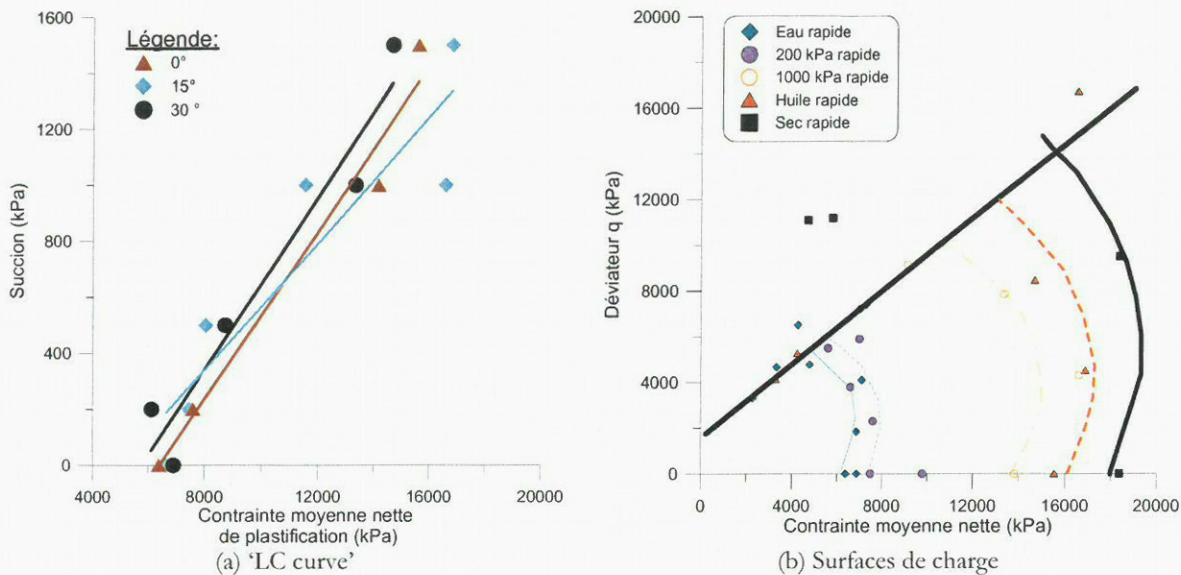 1600
1200
800
400
0
4000
8000
12000
16000
20000
Succion (kPa)
Légende:
0°
15°
30 °
Contrainte moyenne nette
de plastification (kPa)
(a) 'LC curve'
20000
16000
12000
8000
4000
0
0
4000
8000
12000
16000
20000
Déviateur q (kPa)
Eau rapide
200 kPa rapide
1000 kPa rapide
Huile rapide
Sec rapide
Contrainte moyenne nette (kPa)
(b) Surfaces de charge